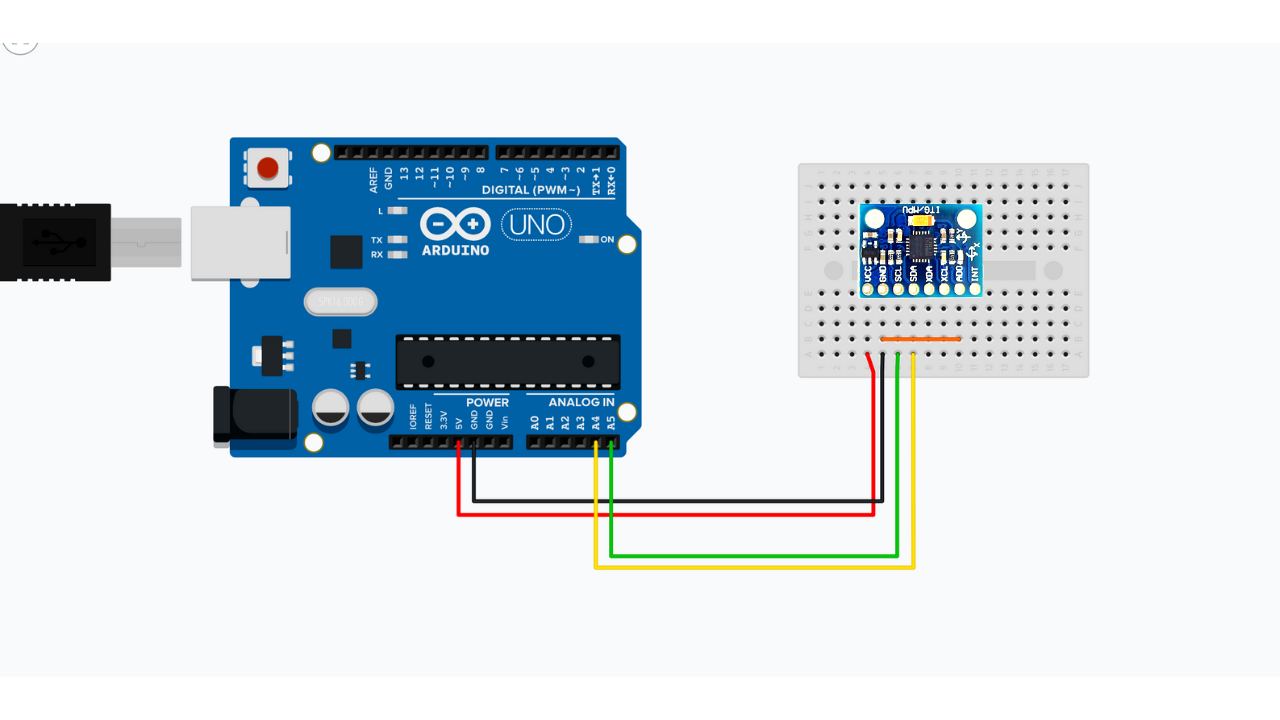 AREF
GND
13
12
~11
~10
~9
8
7
~6
~5
4
~3
2
TX→1
RX←0
DIGITAL (PWM~)
L
TX
RX
ARDUINO
UNO
ON
SPK16.000G
POWER
ANALOG IN
IOREF
RESET
3.3V
5V
GND
GND
Vin
A0
A1
A2
A3
A4
A5
ITG/MPU
Y
X
VCC
GND
SCL
SDA
XDA
XCL
ADO
INT
J
H
F
E
D
C
B
A